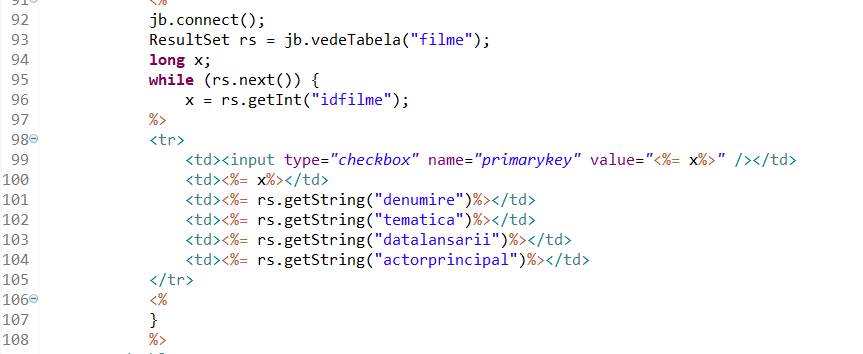 91 <%
92 jb.connect();
93 ResultSet rs = jb.vedeTabela("filme");
94 long x;
95 while (rs.next()) {
96 x = rs.getInt("idfilme");
97 %>
98 <tr>
99 <td><input type="checkbox" name="primarykey" value="<%= x%>" /></td>
100 <td><%= x%></td>
101 <td><%= rs.getString("denumire")%></td>
102 <td><%= rs.getString("tematica")%></td>
103 <td><%= rs.getString("datalansarii")%></td>
104 <td><%= rs.getString("actorprincipal")%></td>
105 </tr>
106 <%
107 }
108 %>